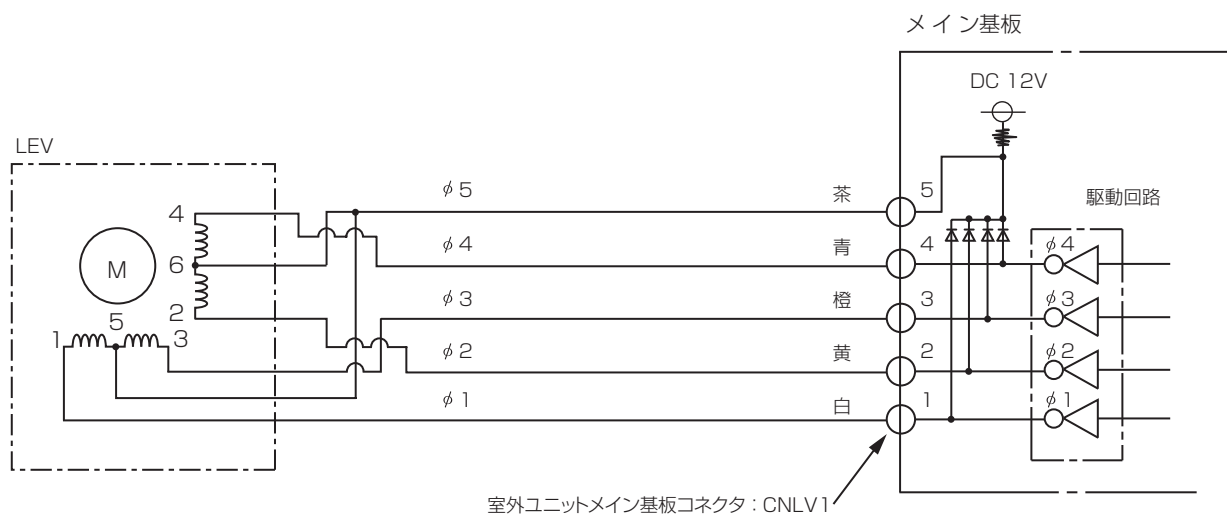 メイン基板
DC 12V
LEV
駆動回路
φ5 茶 5
4
φ4 青 4 φ4
M
6
φ3 橙 3 φ3
2
1 5 3
φ2 黄 2 φ2
φ1 白 1 φ1
室外ユニットメイン基板コネクタ:CNLV1